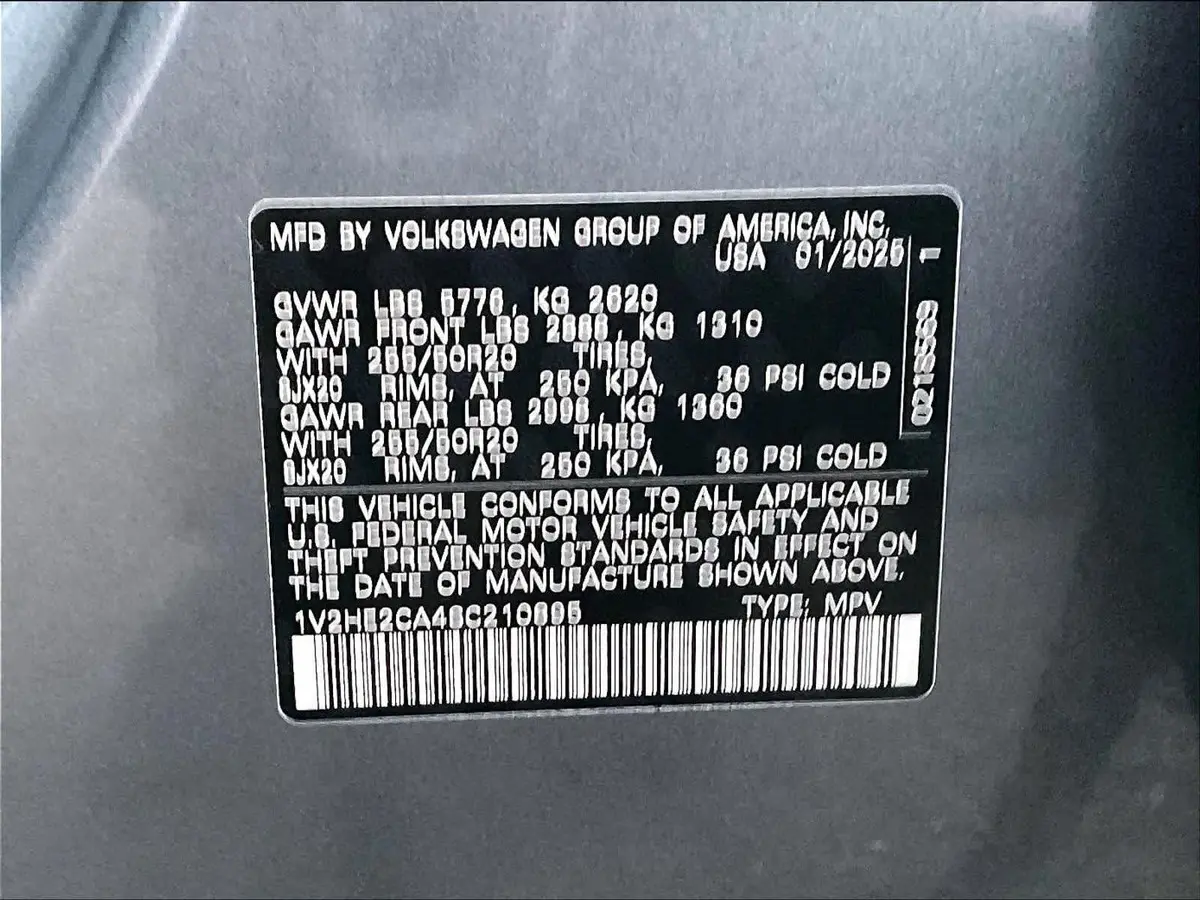 MFD BY VOLKSWAGEN GROUP OF AMERICA, INC.
USA 01/2025
1
GVWR LBS 5776, KG 2620
GAWR FRONT LBS 2888, KG 1310
WITH 255/50R20 TIRES,
8JX20 RIMS, AT 250 KPA, 36 PSI COLD
GAWR REAR LBS 2998, KG 1360
WITH 255/50R20 TIRES,
8JX20 RIMS, AT 250 KPA, 36 PSI COLD
THIS VEHICLE CONFORMS TO ALL APPLICABLE
U.S. FEDERAL MOTOR VEHICLE SAFETY AND
THEFT PREVENTION STANDARDS IN EFFECT ON
THE DATE OF MANUFACTURE SHOWN ABOVE.
1V2HE2CA4SC210895 TYPE: MPV